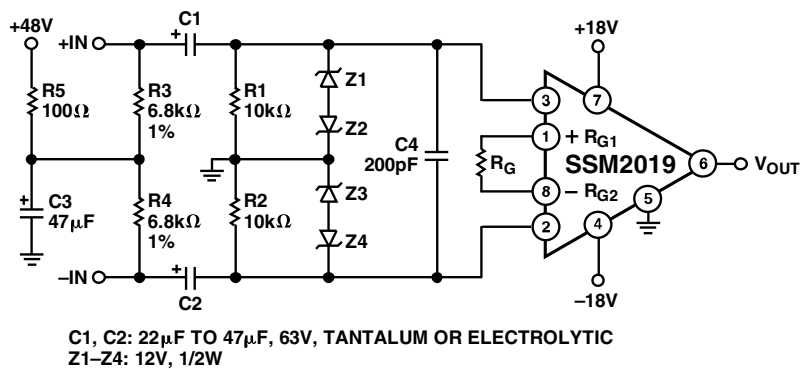 +48V
+IN
C1
+
+18V
R5
100Ω
R3
6.8kΩ
1%
R1
10kΩ
Z1
Z2
C4
200pF
3
7
1
+ RG1
RG
SSM2019
6
VOUT
8
– RG2
5
2
4
+
C3
47μF
R4
6.8kΩ
1%
R2
10kΩ
Z3
Z4
–IN
+
C2
–18V
C1, C2: 22μF TO 47μF, 63V, TANTALUM OR ELECTROLYTIC
Z1–Z4: 12V, 1/2W